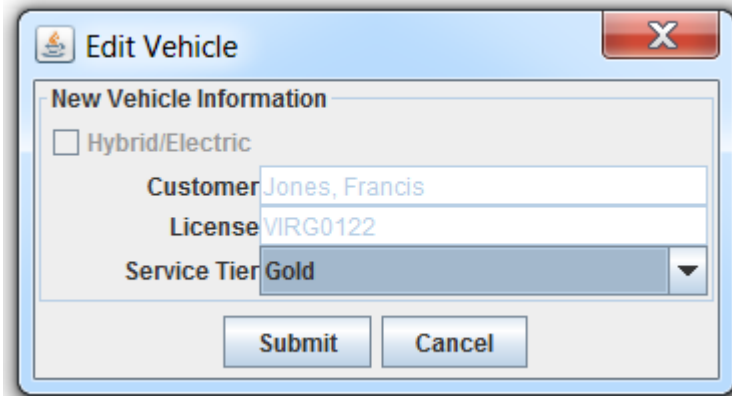 Edit Vehicle
New Vehicle Information
Hybrid/Electric
Customer Jones, Francis
License VIRG0122
Service Tier Gold
Submit Cancel